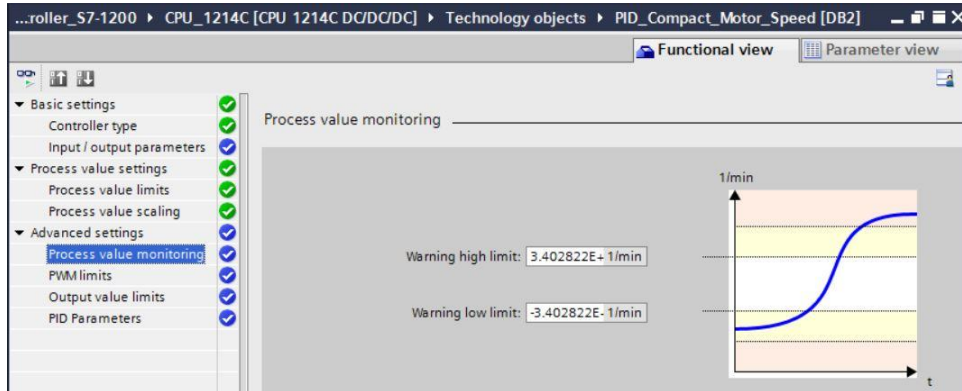 ...roller_S7-1200 ▸ CPU_1214C [CPU 1214C DC/DC/DC] ▸ Technology objects ▸ PID_Compact_Motor_Speed [DB2]
Functional view
Parameter view
Basic settings
Controller type
Input / output parameters
Process value settings
Process value limits
Process value scaling
Advanced settings
Process value monitoring
PWM limits
Output value limits
PID Parameters
Process value monitoring
1/min
Warning high limit: 3.402822E+ 1/min
Warning low limit: -3.402822E- 1/min
t